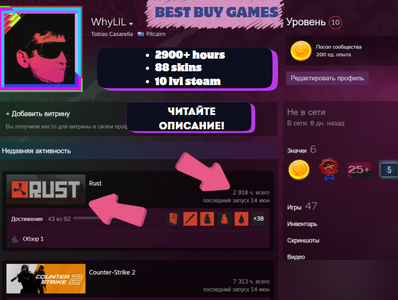 BEST BUY GAMES
WhyLiL
Tobias Casarella Pitcairn
Уровень 10
2900+ hours
88 skins
10 lvl steam
Посол сообщества
200 ед. опыта
Редактировать профиль
+ Добавить витрину
Вы получили место для витрины в своём проф
ЧИТАЙТЕ
ОПИСАНИЕ!
Не в сети
В сети: 8 дн. назад
Недавняя активность
Значки 6
25+
5
RUST
Rust
2 918 ч. всего
последний запуск 14 июн
Достижения 43 из 92
+38
Обзор 1
Игры 47
Инвентарь
Скриншоты
Видео
COUNTER STRIKE 2
Counter-Strike 2
7 313 ч. всего
последний запуск 14 июн